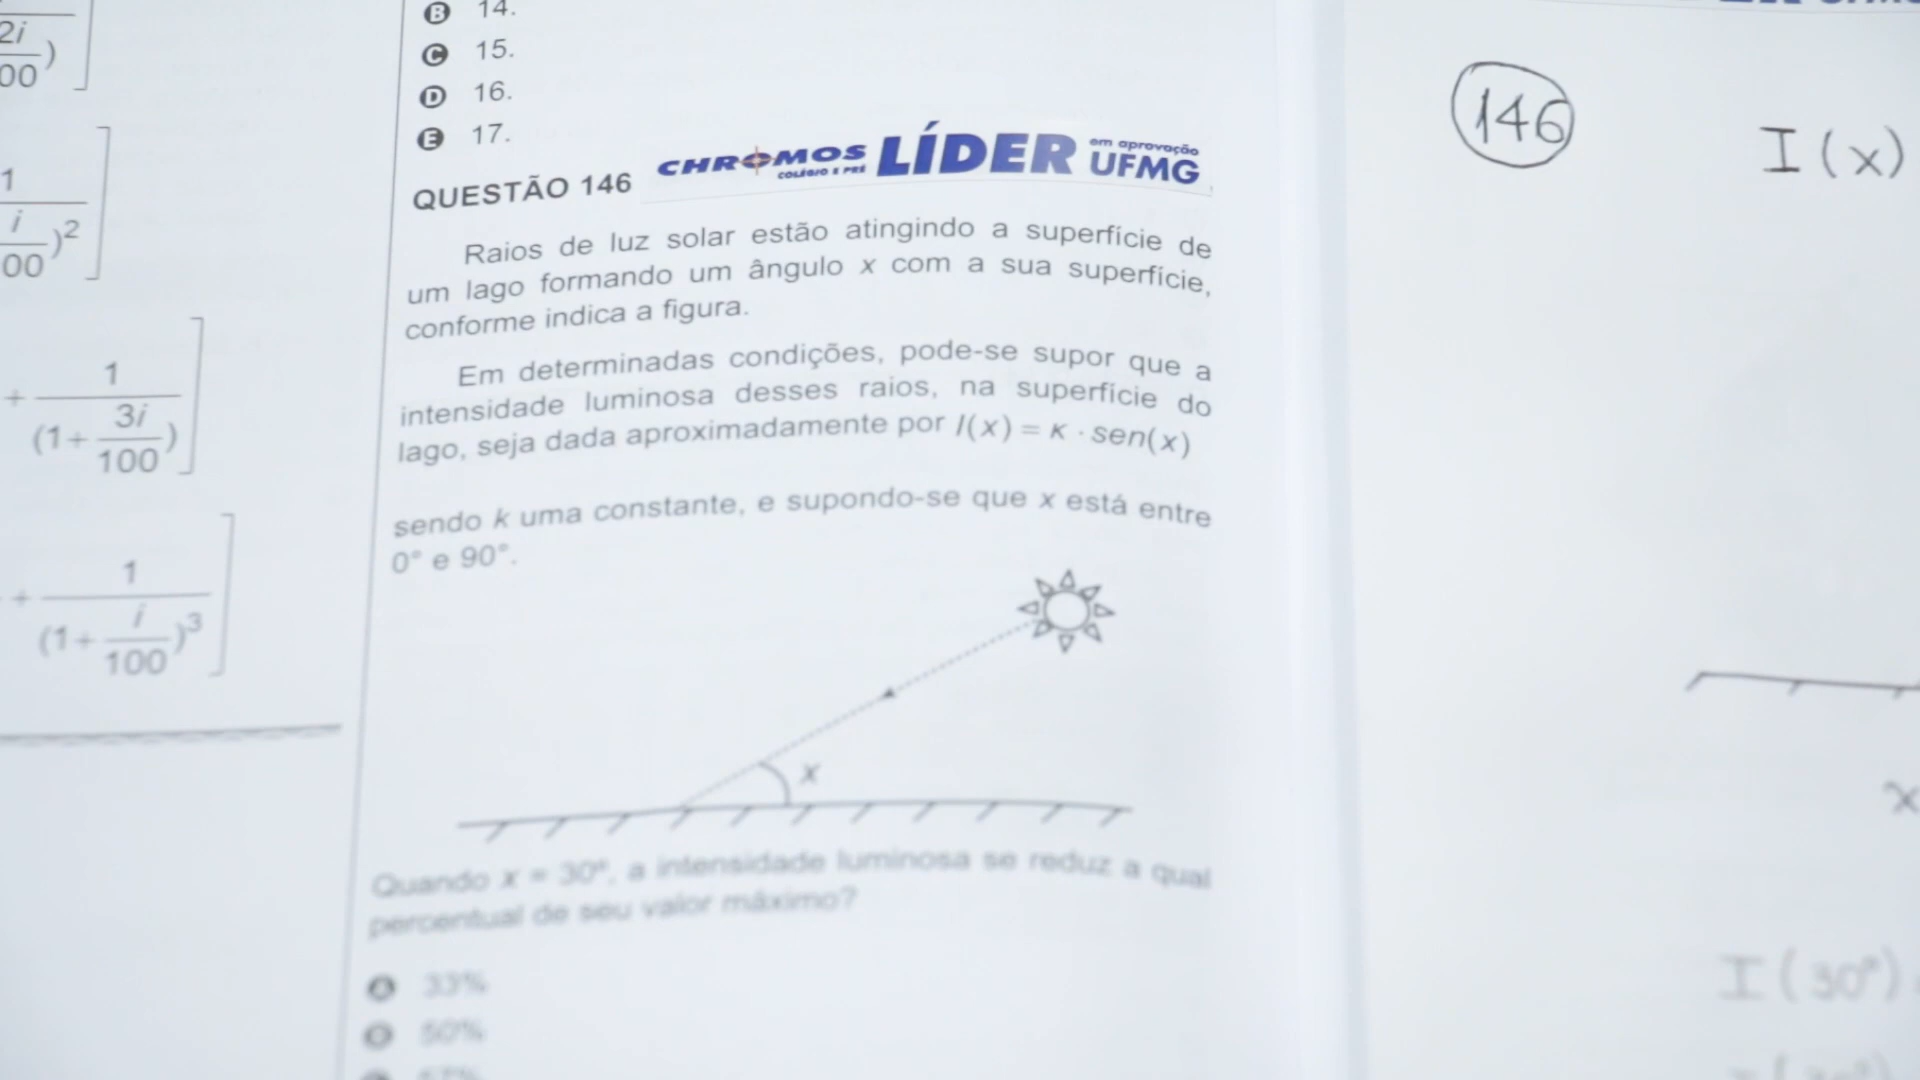 2i
00)
1
i
00)2
+ 1
(1+ 3i
100)
+ 1
(1+ i
100)3
B 14.
C 15.
D 16.
E 17.
QUESTÃO 146
CHROMOS
COLÉGIO E PRÉ
LÍDER
em aprovação
UFMG
Raios de luz solar estão atingindo a superfície de
um lago formando um ângulo x com a sua superfície,
conforme indica a figura.
Em determinadas condições, pode-se supor que a
intensidade luminosa desses raios, na superfície do
lago, seja dada aproximadamente por I(x) = K · sen(x)
sendo k uma constante, e supondo-se que x está entre
0° e 90°.
x
Quando x = 30°, a intensidade luminosa se reduz a qual
percentual de seu valor máximo?
A 33%
B 50%
C 57%
146
I(x)
x
I(30°)